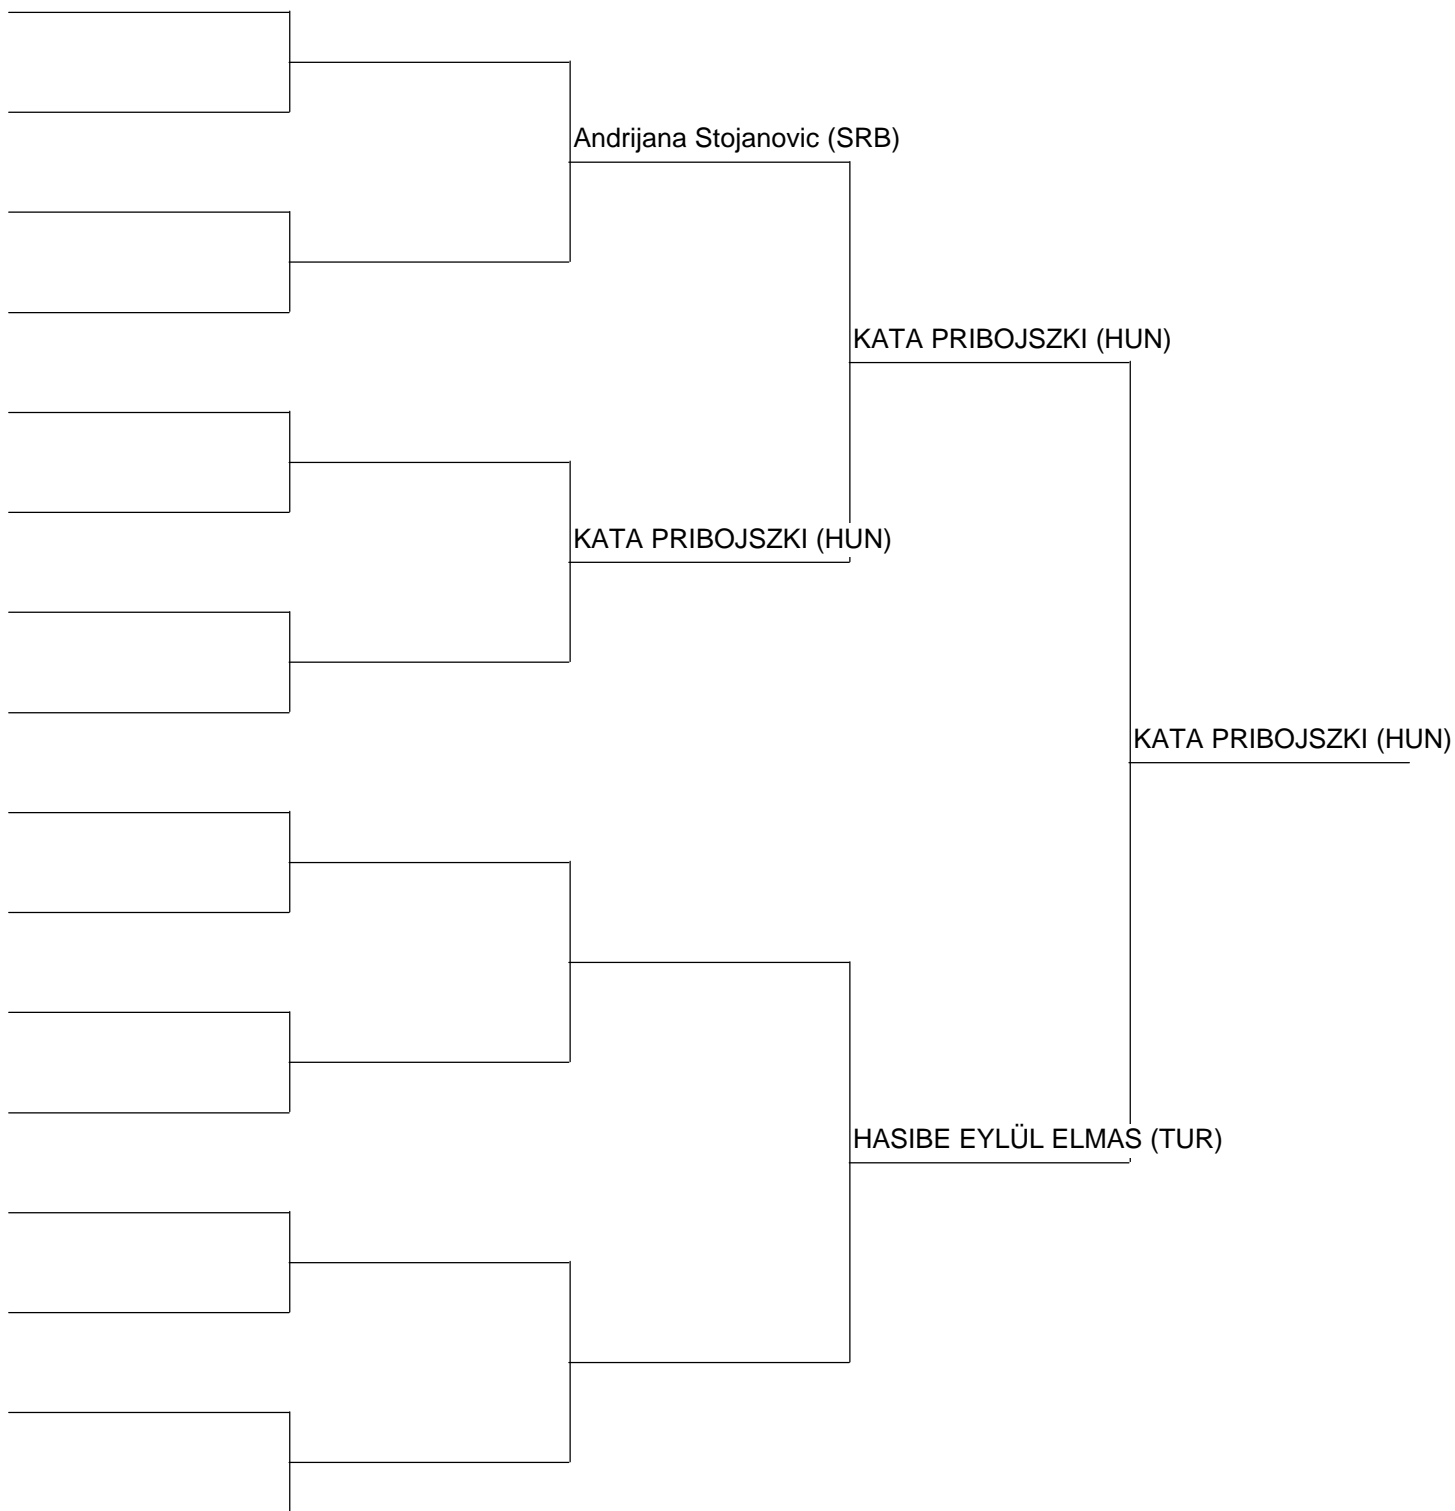 Andrijana Stojanovic (SRB)
KATA PRIBOJSZKI (HUN)
KATA PRIBOJSZKI (HUN)
KATA PRIBOJSZKI (HUN)
HASIBE EYLÜL ELMAS (TUR)